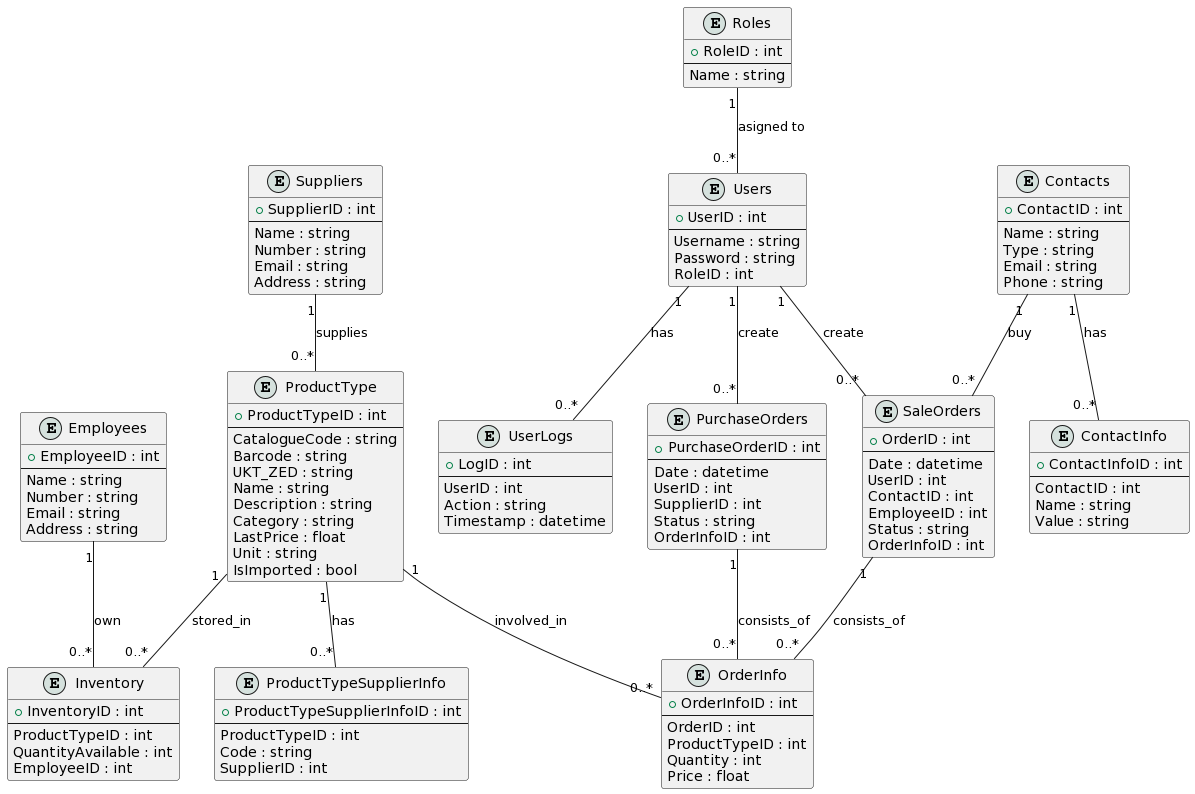 E Roles
RoleID : int
Name : string
1
asigned to
0..*
E Suppliers
SupplierID : int
Name : string
Number : string
Email : string
Address : string
E Users
UserID : int
Username : string
Password : string
RoleID : int
E Contacts
ContactID : int
Name : string
Type : string
Email : string
Phone : string
1
supplies
0..*
1
has
0..*
1
create
0..*
1
create
0..*
1
buy
0..*
1
has
0..*
E Employees
EmployeeID : int
Name : string
Number : string
Email : string
Address : string
E ProductType
ProductTypeID : int
CatalogueCode : string
Barcode : string
UKT_ZED : string
Name : string
Description : string
Category : string
LastPrice : float
Unit : string
IsImported : bool
E UserLogs
LogID : int
UserID : int
Action : string
Timestamp : datetime
E PurchaseOrders
PurchaseOrderID : int
Date : datetime
UserID : int
SupplierID : int
Status : string
OrderInfoID : int
E SaleOrders
OrderID : int
Date : datetime
UserID : int
ContactID : int
EmployeeID : int
Status : string
OrderInfoID : int
E ContactInfo
ContactInfoID : int
ContactID : int
Name : string
Value : string
1
own
0..*
1
stored_in
0..*
1
has
0..*
1
involved_in
0..*
1
consists_of
0..*
1
consists_of
0..*
E Inventory
InventoryID : int
ProductTypeID : int
QuantityAvailable : int
EmployeeID : int
E ProductTypeSupplierInfo
ProductTypeSupplierInfoID : int
ProductTypeID : int
Code : string
SupplierID : int
E OrderInfo
OrderInfoID : int
OrderID : int
ProductTypeID : int
Quantity : int
Price : float